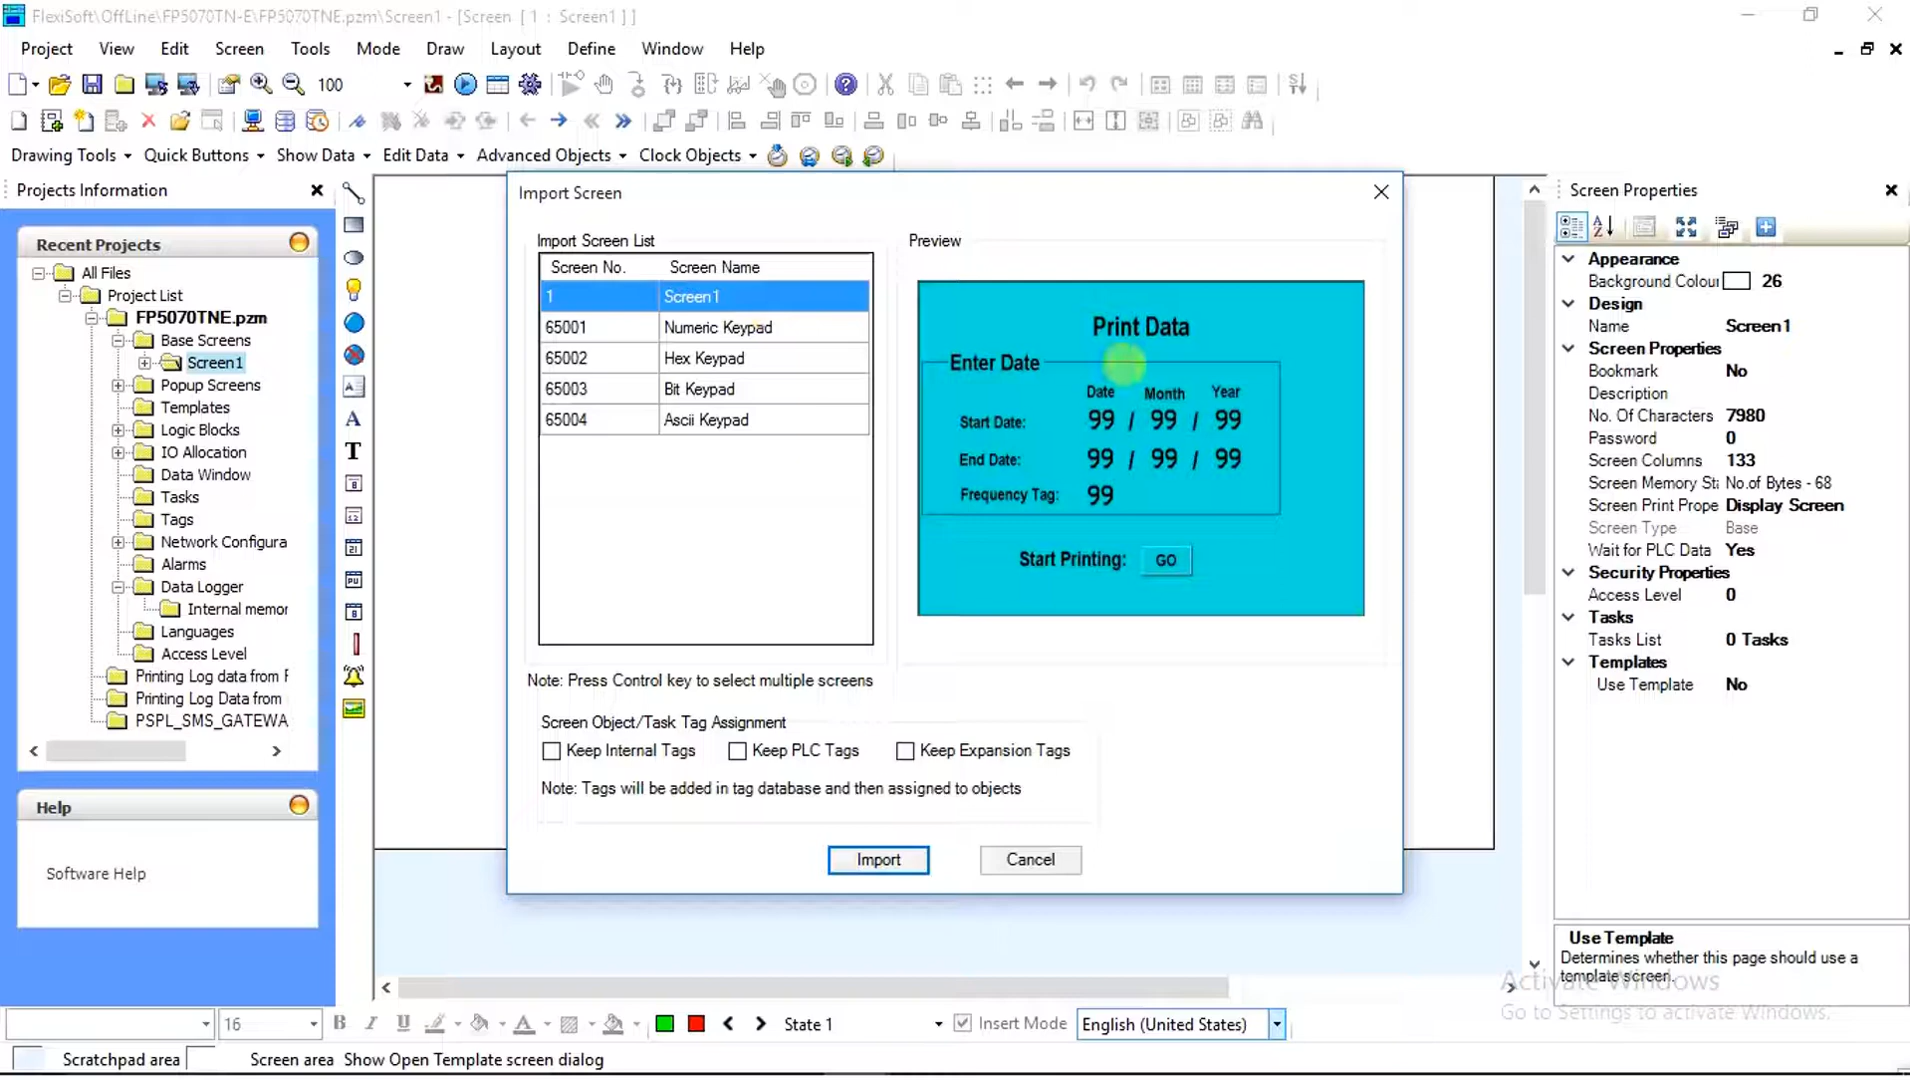 FlexiSoft\OffLine\FP5070TN-E\FP5070TNE.pzm\Screen1 - [Screen [ 1 : Screen1 ] ]
Project View Edit Screen Tools Mode Draw Layout Define Window Help
100
Drawing Tools Quick Buttons Show Data Edit Data Advanced Objects Clock Objects
Projects Information
Recent Projects
All Files
Project List
FP5070TNE.pzm
Base Screens
Screen1
Popup Screens
Templates
Logic Blocks
IO Allocation
Data Window
Tasks
Tags
Network Configura
Alarms
Data Logger
Internal memor
Languages
Access Level
Printing Log data from F
Printing Log Data from
PSPL_SMS_GATEWA
Help
Software Help
Import Screen
Import Screen List
Screen No. Screen Name
1 Screen1
65001 Numeric Keypad
65002 Hex Keypad
65003 Bit Keypad
65004 Ascii Keypad
Preview
Print Data
Enter Date
Date Month Year
Start Date: 99 / 99 / 99
End Date: 99 / 99 / 99
Frequency Tag: 99
Start Printing: GO
Note: Press Control key to select multiple screens
Screen Object/Task Tag Assignment
Keep Internal Tags Keep PLC Tags Keep Expansion Tags
Note: Tags will be added in tag database and then assigned to objects
Import Cancel
Screen Properties
Appearance
Background Colour 26
Design
Name Screen1
Screen Properties
Bookmark No
Description
No. Of Characters 7980
Password 0
Screen Columns 133
Screen Memory Sta No.of Bytes - 68
Screen Print Prope Display Screen
Screen Type Base
Wait for PLC Data Yes
Security Properties
Access Level 0
Tasks
Tasks List 0 Tasks
Templates
Use Template No
Use Template
Determines whether this page should use a
template screen.
Activate Windows
Go to Settings to activate Windows.
16 B I U A State 1 Insert Mode English (United States)
Scratchpad area Screen area Show Open Template screen dialog